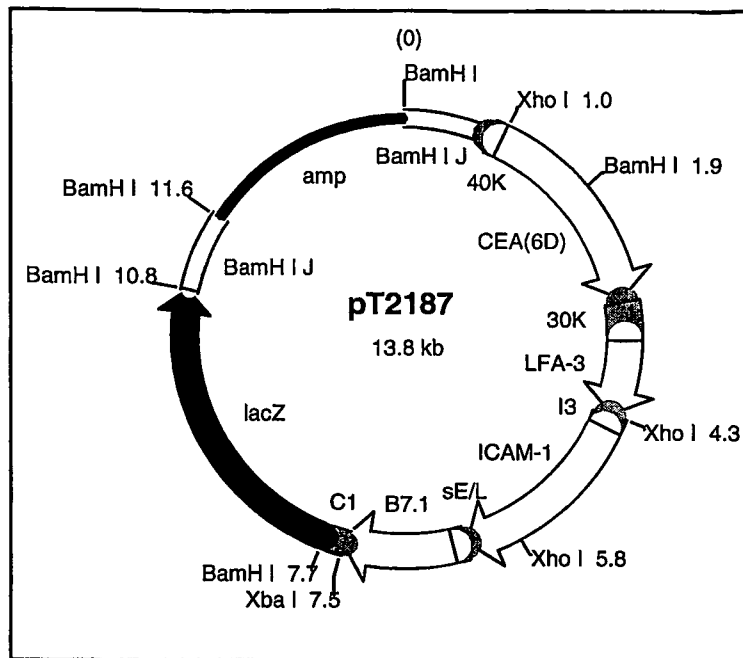 (0)
BamH I
Xho I 1.0
BamH I J
40K
BamH I 1.9
amp
BamH I 11.6
CEA(6D)
BamH I J
BamH I 10.8
pT2187
13.8 kb
30K
LFA-3
I3
Xho I 4.3
lacZ
ICAM-1
sE/L
B7.1
C1
Xho I 5.8
BamH I 7.7
Xba I 7.5